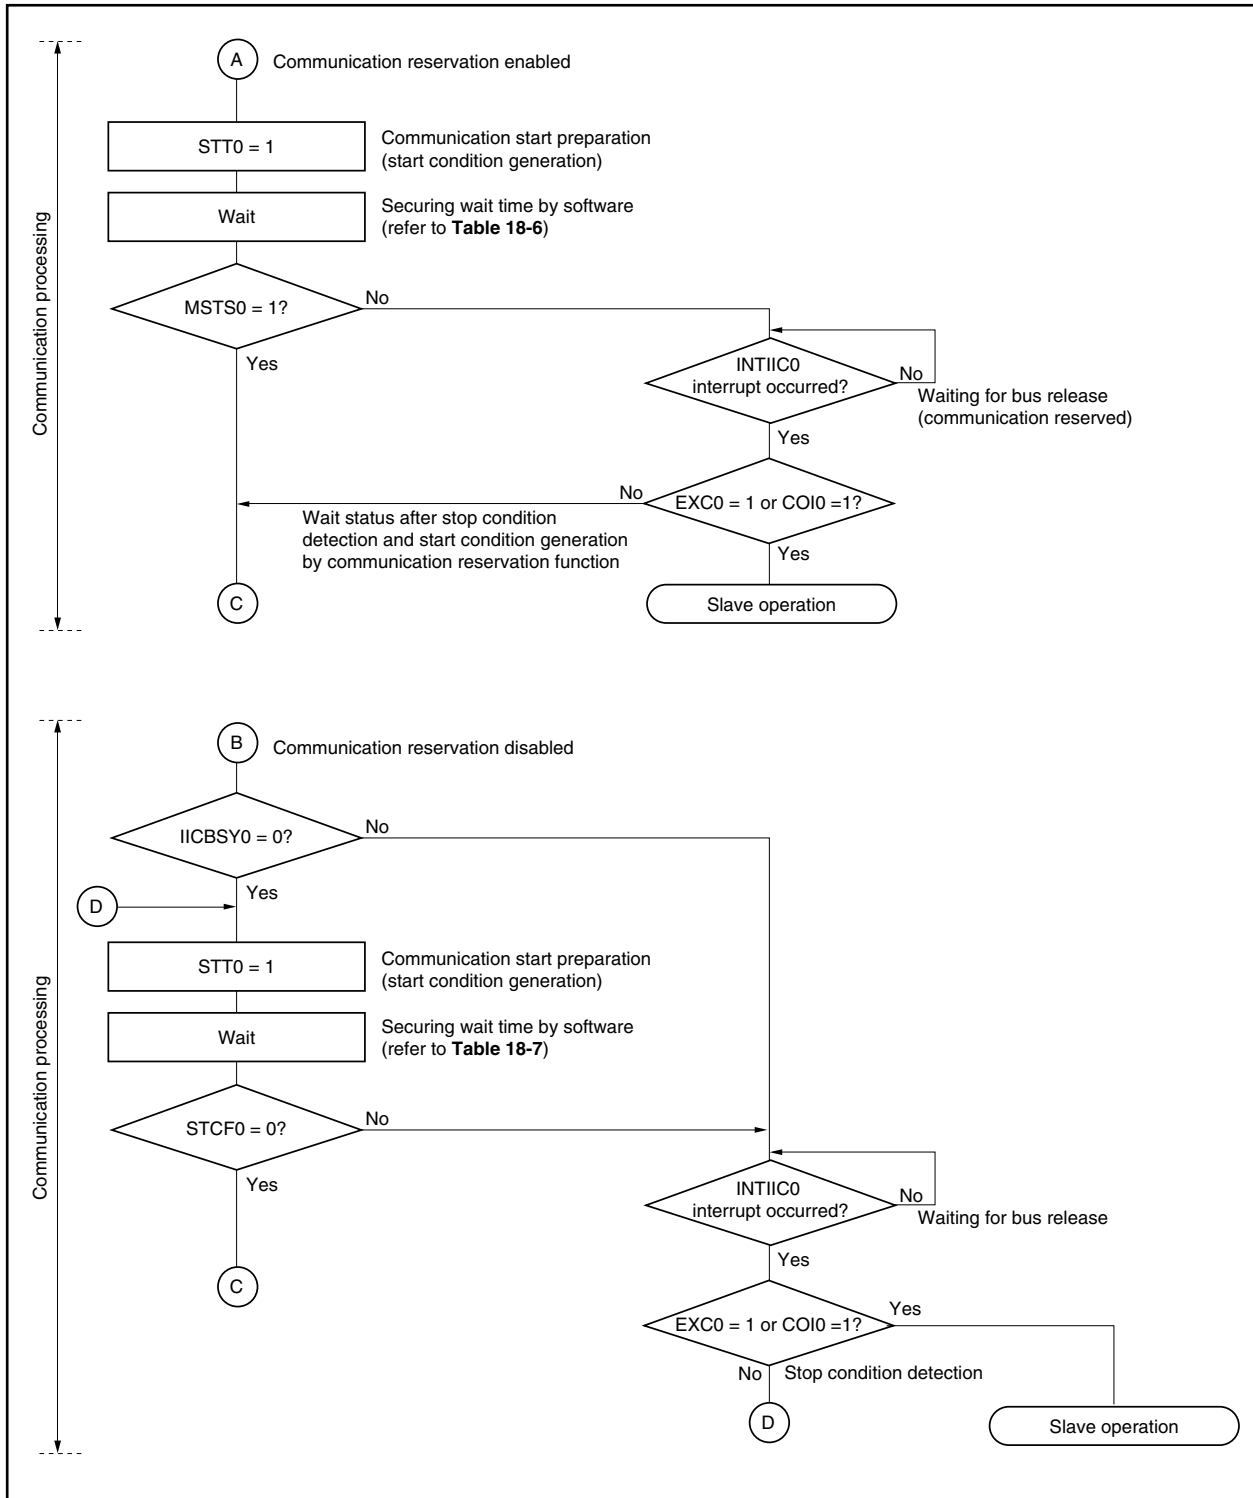 A
Communication reservation enabled
STT0 = 1
Communication start preparation
(start condition generation)
Wait
Securing wait time by software
(refer to Table 18-6)
MSTS0 = 1?
No
Yes
INTIIC0
interrupt occurred?
No
Waiting for bus release
(communication reserved)
Yes
EXC0 = 1 or COI0 =1?
No
Wait status after stop condition
detection and start condition generation
by communication reservation function
Yes
C
Slave operation
Communication processing
B
Communication reservation disabled
IICBSY0 = 0?
No
Yes
D
STT0 = 1
Communication start preparation
(start condition generation)
Wait
Securing wait time by software
(refer to Table 18-7)
STCF0 = 0?
No
Yes
INTIIC0
interrupt occurred?
No
Waiting for bus release
Yes
C
EXC0 = 1 or COI0 =1?
Yes
No
Stop condition detection
D
Slave operation
Communication processing